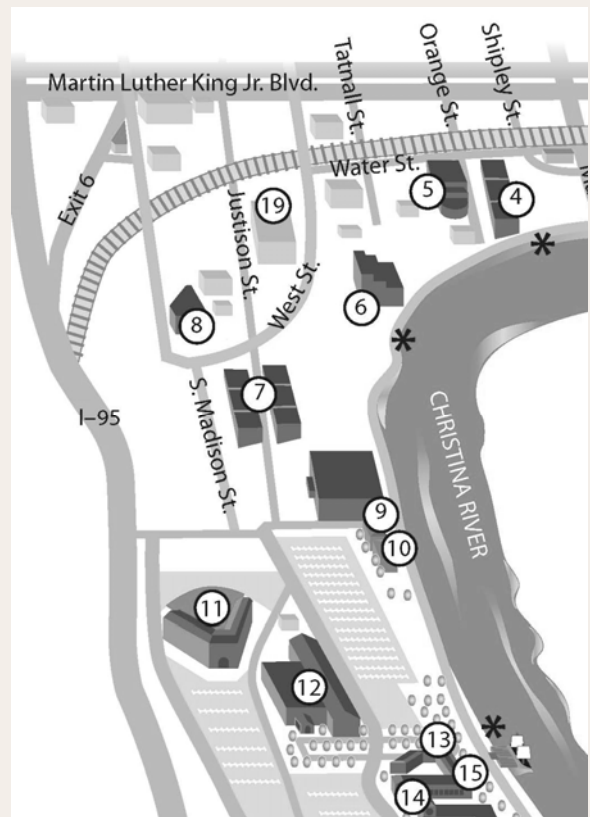 Martin Luther King Jr. Blvd.
Tatnall St.
Orange St.
Shipley St.
Exit 6
Water St.
5
4
19
Justison St.
West St.
6
8
7
I–95
S. Madison St.
CHRISTINA RIVER
9
10
11
12
13
15
14
*
*
*